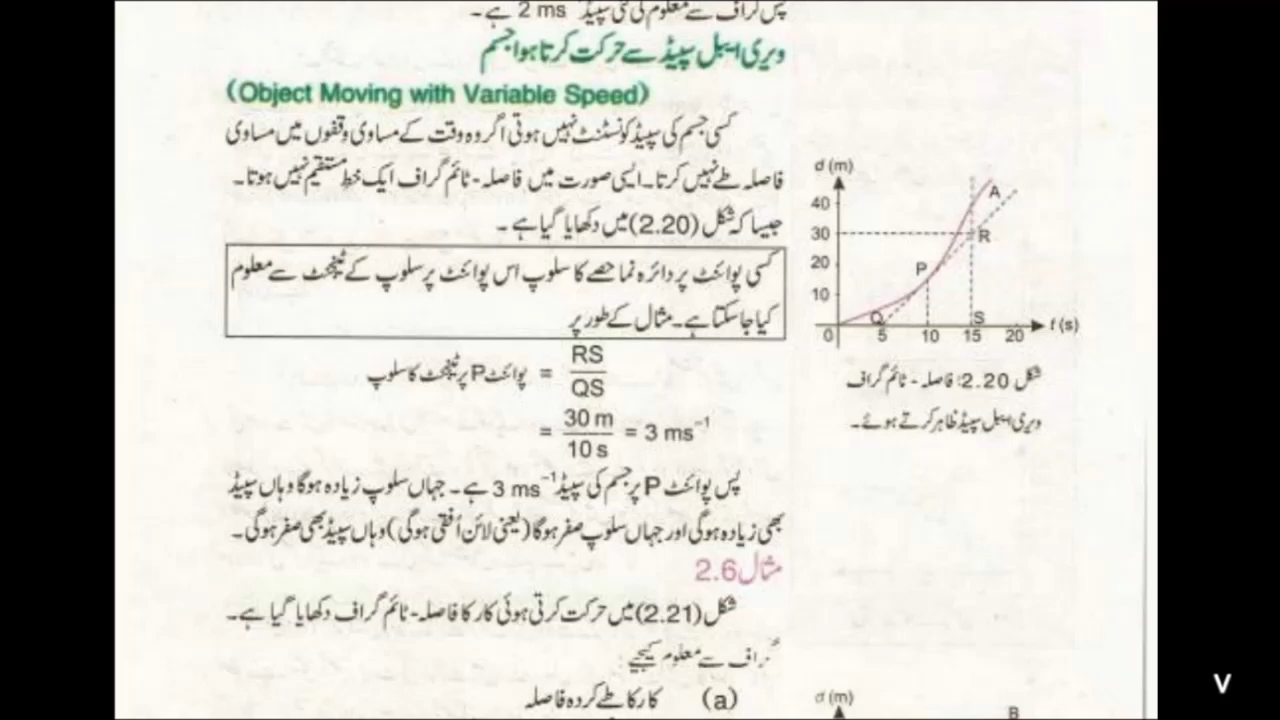 پس گراف سے معلوم کی گئی سپیڈ 2 ms ہے۔
ویری ایبل سپیڈ سے حرکت کرتا ہوا جسم
(Object Moving with Variable Speed)
کسی جسم کی سپیڈ کونسٹنٹ نہیں ہوتی اگر وہ وقت کے مساوی وقفوں میں مساوی
فاصلہ طے نہیں کرتا۔ ایسی صورت میں فاصلہ - ٹائم گراف ایک خطِ مستقیم نہیں ہوتا۔
جیسا کہ شکل (2.20) میں دکھایا گیا ہے۔
کسی پوائنٹ پر دائرہ نما حصے کا سلوپ اس پوائنٹ پر سلوپ کے ٹینجنٹ سے معلوم
کیا جا سکتا ہے۔ مثال کے طور پر
پوائنٹ P پر ٹینجنٹ کا سلوپ = RS / QS
= 30 m / 10 s = 3 ms⁻¹
پس پوائنٹ P پر جسم کی سپیڈ 3 ms⁻¹ ہے۔ جہاں سلوپ زیادہ ہوگا وہاں سپیڈ
بھی زیادہ ہوگی اور جہاں سلوپ صفر ہوگا (یعنی لائن اُفقی ہوگی) وہاں سپیڈ بھی صفر ہوگی۔
مثال 2.6
شکل (2.21) میں حرکت کرتی ہوئی کار کا فاصلہ - ٹائم گراف دکھایا گیا ہے۔
گراف سے معلوم کیجیے
(a) کار کا طے کردہ فاصلہ
d (m)
40
30
20
10
0
5
10
15
20
t (s)
A
R
P
Q
S
شکل 2.20: فاصلہ - ٹائم گراف
ویری ایبل سپیڈ ظاہر کرتے ہوئے۔
d (m)
B
V